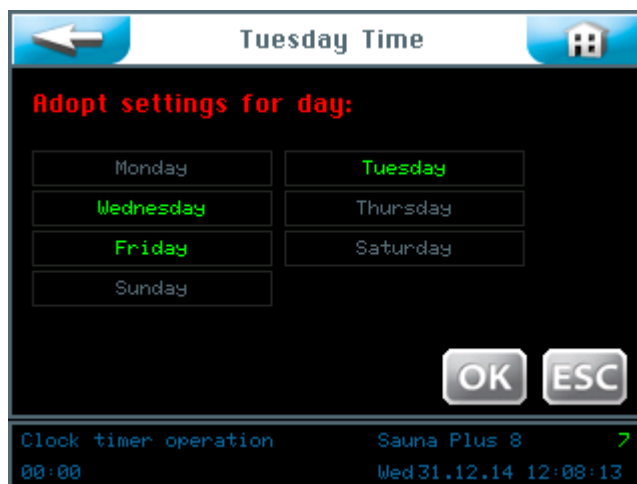 Tuesday Time
Adopt settings for day:
Monday Tuesday
Wednesday Thursday
Friday Saturday
Sunday
OK ESC
Clock timer operation Sauna Plus 8 7
00:00 Wed 31.12.14 12:08:13